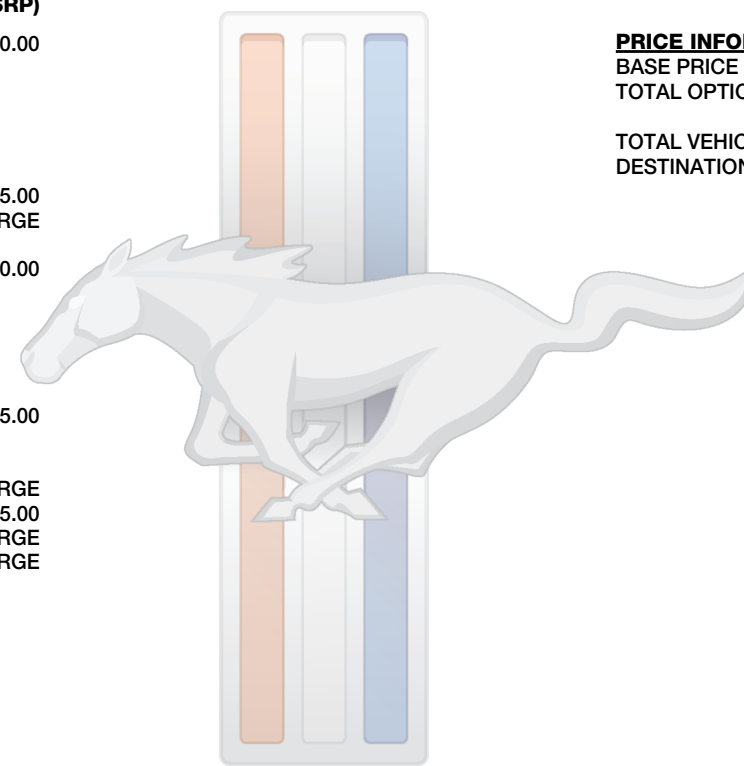 SRP)
0.00
5.00
RGE
0.00
5.00
RGE
5.00
RGE
RGE
PRICE INFO
BASE PRICE
TOTAL OPTIO
TOTAL VEHIC
DESTINATION